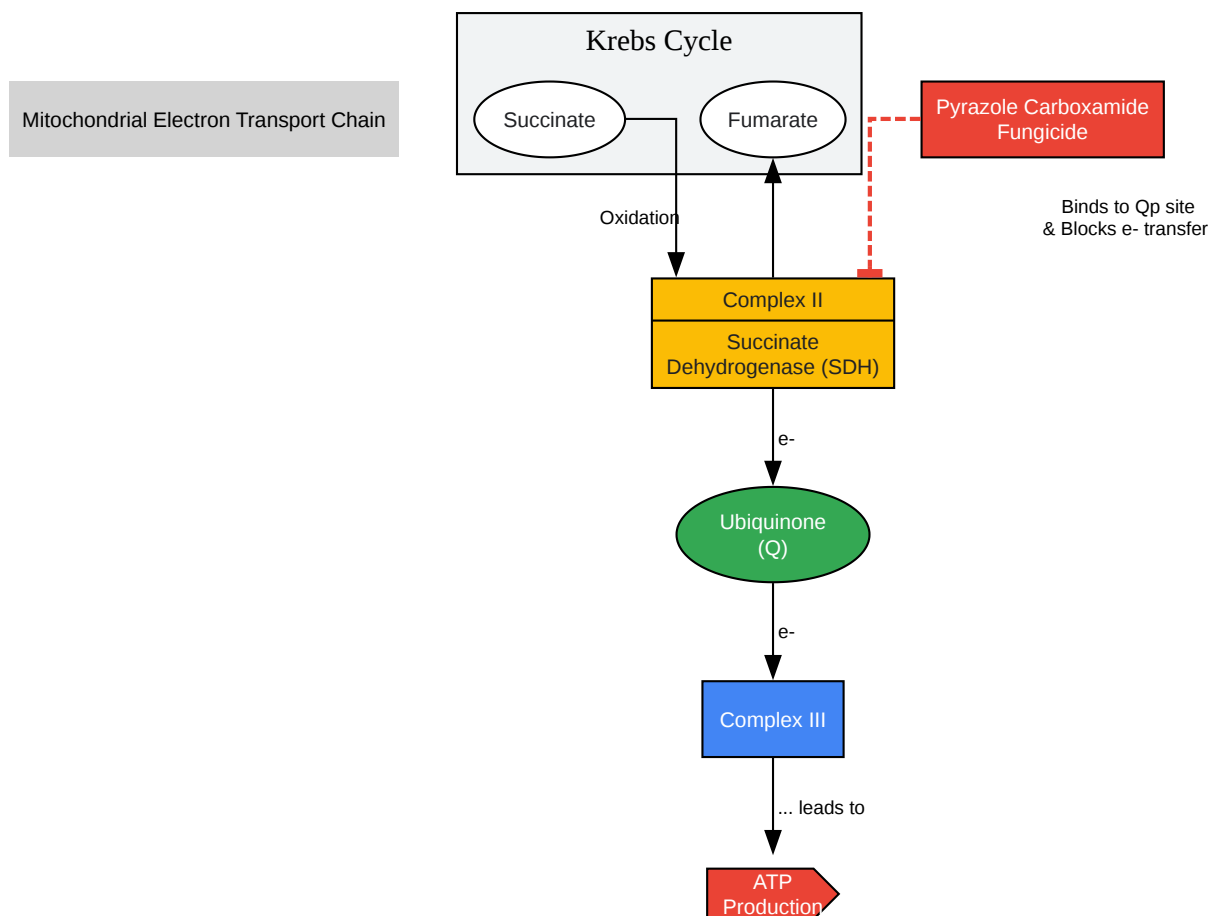 Krebs Cycle
Mitochondrial Electron Transport Chain
Succinate
Fumarate
Pyrazole Carboxamide
Fungicide
Binds to Qp site
& Blocks e- transfer
Oxidation
Complex II
Succinate
Dehydrogenase (SDH)
e-
Ubiquinone
(Q)
e-
Complex III
... leads to
ATP
Production